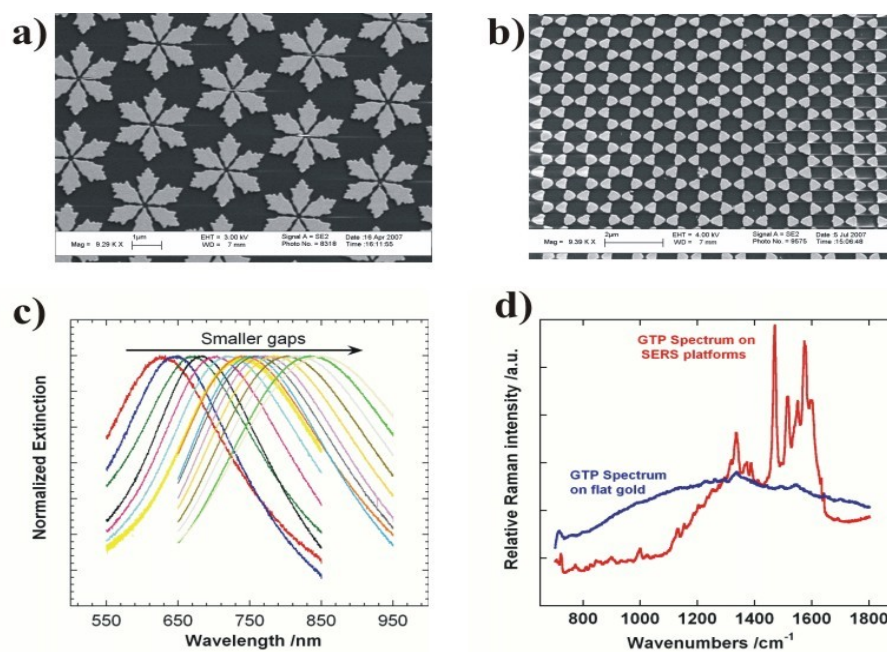 a)
Mag = 9.29 K X
1µm
EHT = 3.00 kV
WD = 7 mm
Signal A = SE2
Photo No. = 8318
Date :18 Apr 2007
Time :16:11:55
b)
Mag = 9.39 K X
2µm
EHT = 4.00 kV
WD = 7 mm
Signal A = SE2
Photo No. = 9575
Date :5 Jul 2007
Time :15:06:48
c)
Smaller gaps
Normalized Extinction
550 650 750 850 950
Wavelength /nm
d)
GTP Spectrum on
SERS platforms
GTP Spectrum
on flat gold
Relative Raman intensity /a.u.
800 1000 1200 1400 1600 1800
Wavenumbers /cm-1